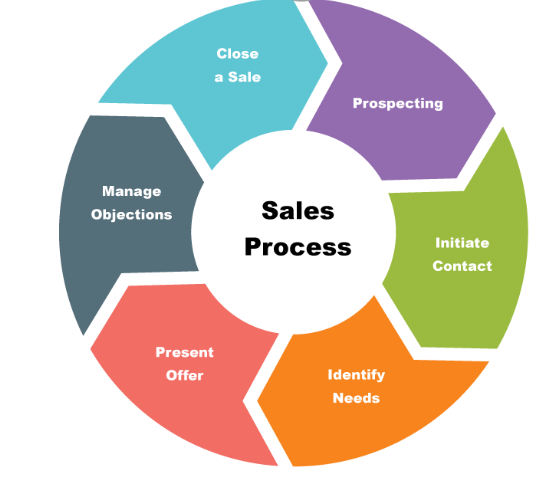 Sales
Process
Prospecting
Initiate
Contact
Identify
Needs
Present
Offer
Manage
Objections
Close
a Sale